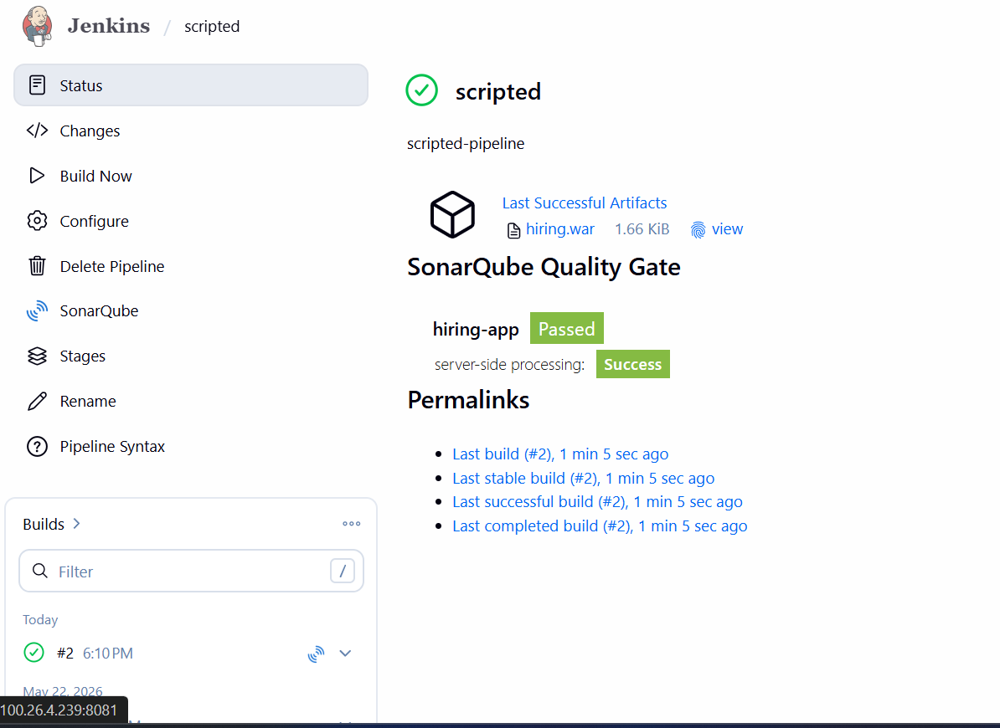 Jenkins / scripted
Status
Changes
Build Now
Configure
Delete Pipeline
SonarQube
Stages
Rename
Pipeline Syntax
Builds
Filter /
Today
#2 6:10 PM
May 22, 2026
100.26.4.239:8081
scripted
scripted-pipeline
Last Successful Artifacts
hiring.war 1.66 KiB view
SonarQube Quality Gate
hiring-app Passed
server-side processing: Success
Permalinks
Last build (#2), 1 min 5 sec ago
Last stable build (#2), 1 min 5 sec ago
Last successful build (#2), 1 min 5 sec ago
Last completed build (#2), 1 min 5 sec ago